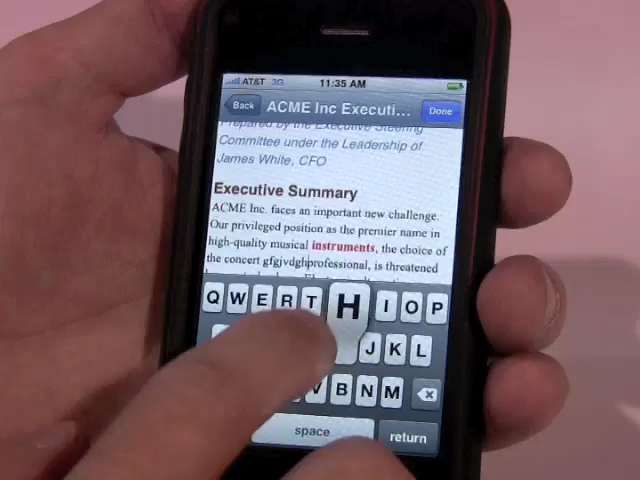 AT&T 3G 11:35 AM
Back ACME Inc Executi... Done
Prepared by the Executive Steering
Committee under the Leadership of
James White, CFO
Executive Summary
ACME Inc. faces an important new challenge.
Our privileged position as the premier name in
high-quality musical instruments, the choice of
the concert gfgjvdghprofessional, is threatened
Q W E R T H I O P
J K L
V B N M
space return